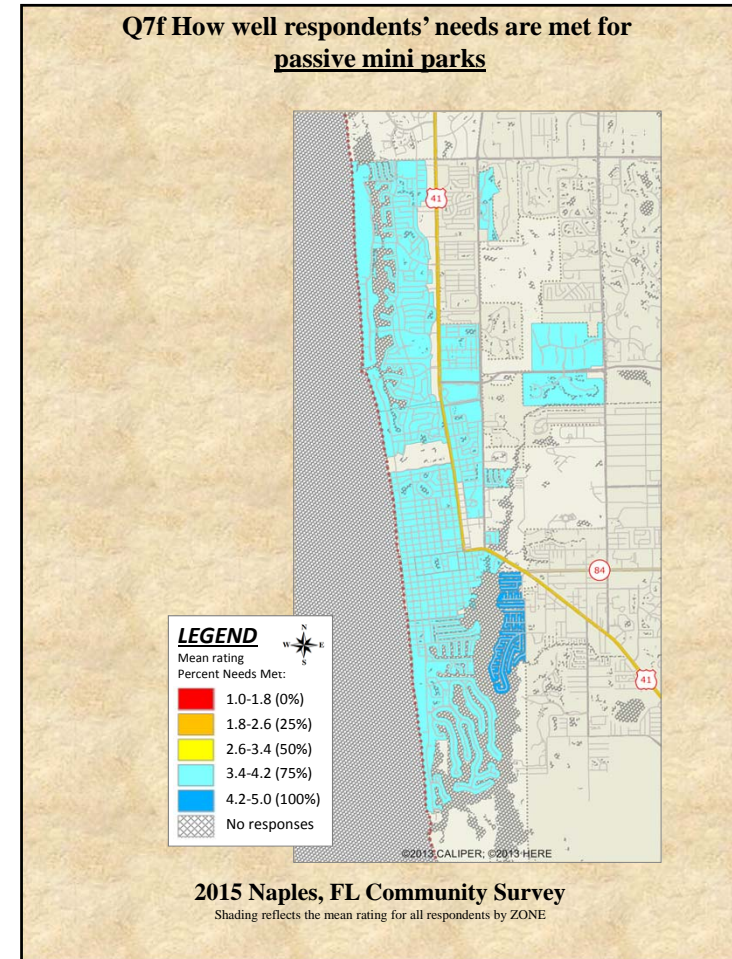 Q7f How well respondents’ needs are met for
passive mini parks
41
84
41
LEGEND
N
W E
S
Mean rating
Percent Needs Met:
1.0-1.8 (0%)
1.8-2.6 (25%)
2.6-3.4 (50%)
3.4-4.2 (75%)
4.2-5.0 (100%)
No responses
©2013 CALIPER; ©2013 HERE
2015 Naples, FL Community Survey
Shading reflects the mean rating for all respondents by ZONE